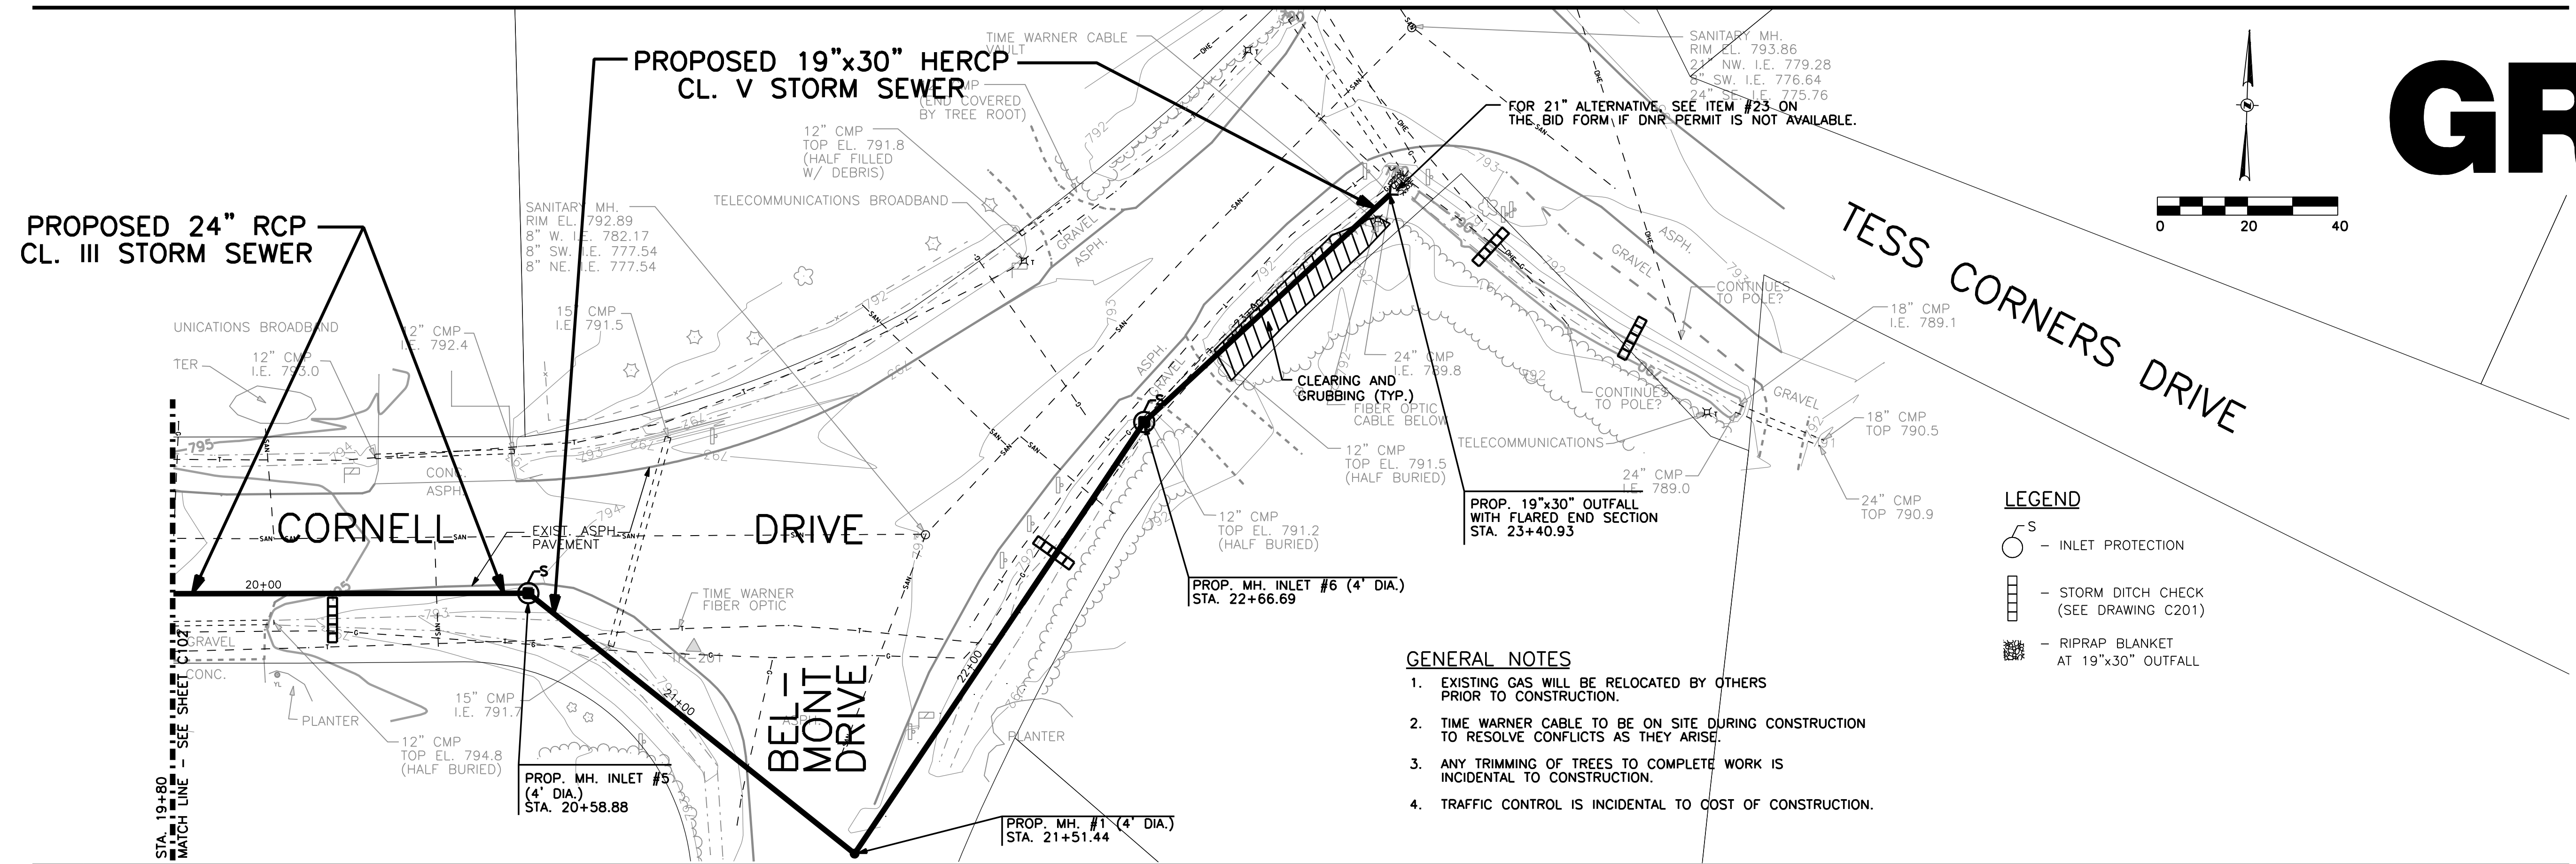 PROPOSED 19"x30" HERCP
CL. V STORM SEWER
TIME WARNER CABLE
VAULT
(END COVERED
BY TREE ROOT)
12" CMP
TOP EL. 791.8
(HALF FILLED
W/ DEBRIS)
TELECOMMUNICATIONS BROADBAND
SANITARY MH.
RIM EL. 793.86
21" NW. I.E. 779.28
8" SW. I.E. 776.64
24" SE. I.E. 775.76
FOR 21" ALTERNATIVE, SEE ITEM #23 ON
THE BID FORM IF DNR PERMIT IS NOT AVAILABLE.
GR
0 20 40
PROPOSED 24" RCP
CL. III STORM SEWER
SANITARY MH.
RIM EL. 792.89
8" W. I.E. 782.17
8" SW. I.E. 777.54
8" NE. I.E. 777.54
UNICATIONS BROADBAND
TER
12" CMP
I.E. 793.0
12" CMP
I.E. 792.4
15" CMP
I.E. 791.5
GRAVEL
ASPH.
TESS CORNERS DRIVE
ASPH.
GRAVEL
CONTINUES
TO POLE?
18" CMP
I.E. 789.1
24" CMP
I.E. 789.8
CLEARING AND
GRUBBING (TYP.)
FIBER OPTIC
CABLE BELOW
CONTINUES
TO POLE?
GRAVEL
18" CMP
TOP 790.5
TELECOMMUNICATIONS
12" CMP
TOP EL. 791.5
(HALF BURIED)
24" CMP
I.E. 789.0
24" CMP
TOP 790.9
ASPH.
GRAVEL
795
794
CONC.
ASPH.
CORNELL DRIVE
EXIST. ASPH.
PAVEMENT
20+00
S
S
12" CMP
TOP EL. 791.2
(HALF BURIED)
PROP. 19"x30" OUTFALL
WITH FLARED END SECTION
STA. 23+40.93
PROP. MH. INLET #6 (4' DIA.)
STA. 22+66.69
TIME WARNER
FIBER OPTIC
TP-201
GRAVEL
CONC.
PLANTER
12" CMP
TOP EL. 794.8
(HALF BURIED)
15" CMP
I.E. 791.7
21+00
22+00
BEL-
MONT
DRIVE
ASPH.
PLANTER
PROP. MH. INLET #5
(4' DIA.)
STA. 20+58.88
PROP. MH. #1 (4' DIA.)
STA. 21+51.44
STA. 19+80
MATCH LINE - SEE SHEET C102
GENERAL NOTES
1. EXISTING GAS WILL BE RELOCATED BY OTHERS
PRIOR TO CONSTRUCTION.
2. TIME WARNER CABLE TO BE ON SITE DURING CONSTRUCTION
TO RESOLVE CONFLICTS AS THEY ARISE.
3. ANY TRIMMING OF TREES TO COMPLETE WORK IS
INCIDENTAL TO CONSTRUCTION.
4. TRAFFIC CONTROL IS INCIDENTAL TO COST OF CONSTRUCTION.
LEGEND
S
- INLET PROTECTION
- STORM DITCH CHECK
(SEE DRAWING C201)
- RIPRAP BLANKET
AT 19"x30" OUTFALL